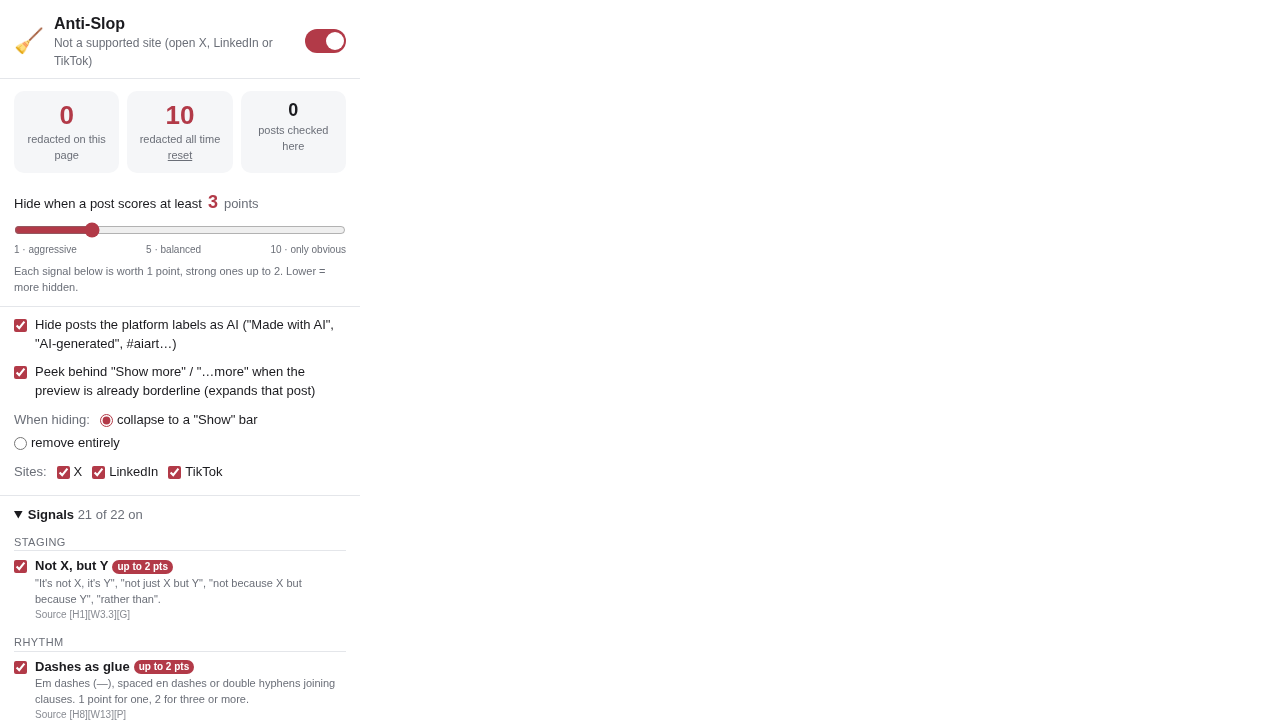 Anti-Slop
Not a supported site (open X, LinkedIn or
TikTok)
0
redacted on this
page
10
redacted all time
reset
0
posts checked
here
Hide when a post scores at least 3 points
1 · aggressive
5 · balanced
10 · only obvious
Each signal below is worth 1 point, strong ones up to 2. Lower =
more hidden.
Hide posts the platform labels as AI ("Made with AI",
"AI-generated", #aiart…)
Peek behind "Show more" / "…more" when the
preview is already borderline (expands that post)
When hiding: collapse to a "Show" bar
remove entirely
Sites: X LinkedIn TikTok
Signals 21 of 22 on
STAGING
Not X, but Y up to 2 pts
"It's not X, it's Y", "not just X but Y", "not because X but
because Y", "rather than".
Source [H1][W3.3][G]
RHYTHM
Dashes as glue up to 2 pts
Em dashes (—), spaced en dashes or double hyphens joining
clauses. 1 point for one, 2 for three or more.
Source [H8][W13][P]